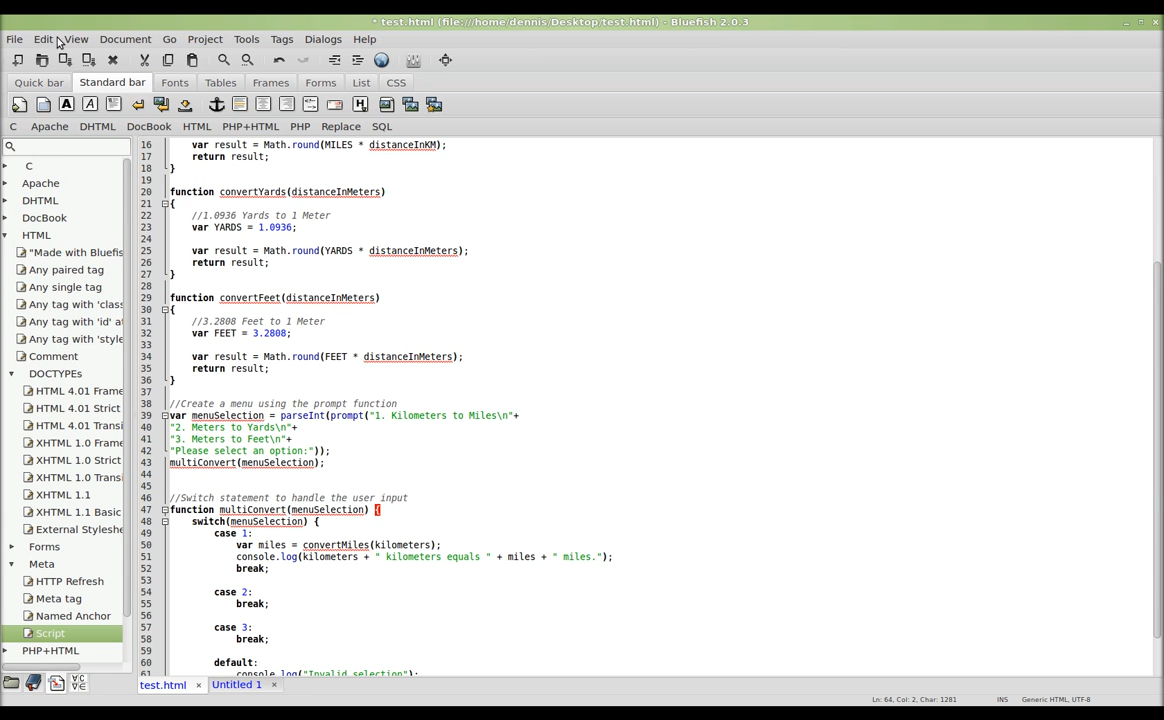 * test.html (file:///home/dennis/Desktop/test.html) - Bluefish 2.0.3
File Edit View Document Go Project Tools Tags Dialogs Help
Quick bar Standard bar Fonts Tables Frames Forms List CSS
C Apache DHTML DocBook HTML PHP+HTML PHP Replace SQL
C
Apache
DHTML
DocBook
HTML
"Made with Bluefis
Any paired tag
Any single tag
Any tag with 'clas
Any tag with 'id' a
Any tag with 'style
Comment
DOCTYPEs
HTML 4.01 Frame
HTML 4.01 Strict
HTML 4.01 Transi
XHTML 1.0 Frame
XHTML 1.0 Strict
XHTML 1.0 Transi
XHTML 1.1
XHTML 1.1 Basic
External Styleshe
Forms
Meta
HTTP Refresh
Meta tag
Named Anchor
Script
PHP+HTML
16 var result = Math.round(MILES * distanceInKM);
17 return result;
18 }
19
20 function convertYards(distanceInMeters)
21 {
22 //1.0936 Yards to 1 Meter
23 var YARDS = 1.0936;
24
25 var result = Math.round(YARDS * distanceInMeters);
26 return result;
27 }
28
29 function convertFeet(distanceInMeters)
30 {
31 //3.2808 Feet to 1 Meter
32 var FEET = 3.2808;
33
34 var result = Math.round(FEET * distanceInMeters);
35 return result;
36 }
37
38 //Create a menu using the prompt function
39 var menuSelection = parseInt(prompt("1. Kilometers to Miles\n"+
40 "2. Meters to Yards\n"+
41 "3. Meters to Feet\n"+
42 "Please select an option:"));
43 multiConvert(menuSelection);
44
45
46 //Switch statement to handle the user input
47 function multiConvert(menuSelection) {
48 switch(menuSelection) {
49 case 1:
50 var miles = convertMiles(kilometers);
51 console.log(kilometers + " kilometers equals " + miles + " miles.");
52 break;
53
54 case 2:
55 break;
56
57 case 3:
58 break;
59
60 default:
61 console.log("Invalid selection");
test.html × Untitled 1 ×
Ln: 64, Col: 2, Char: 1281 INS Generic HTML, UTF-8